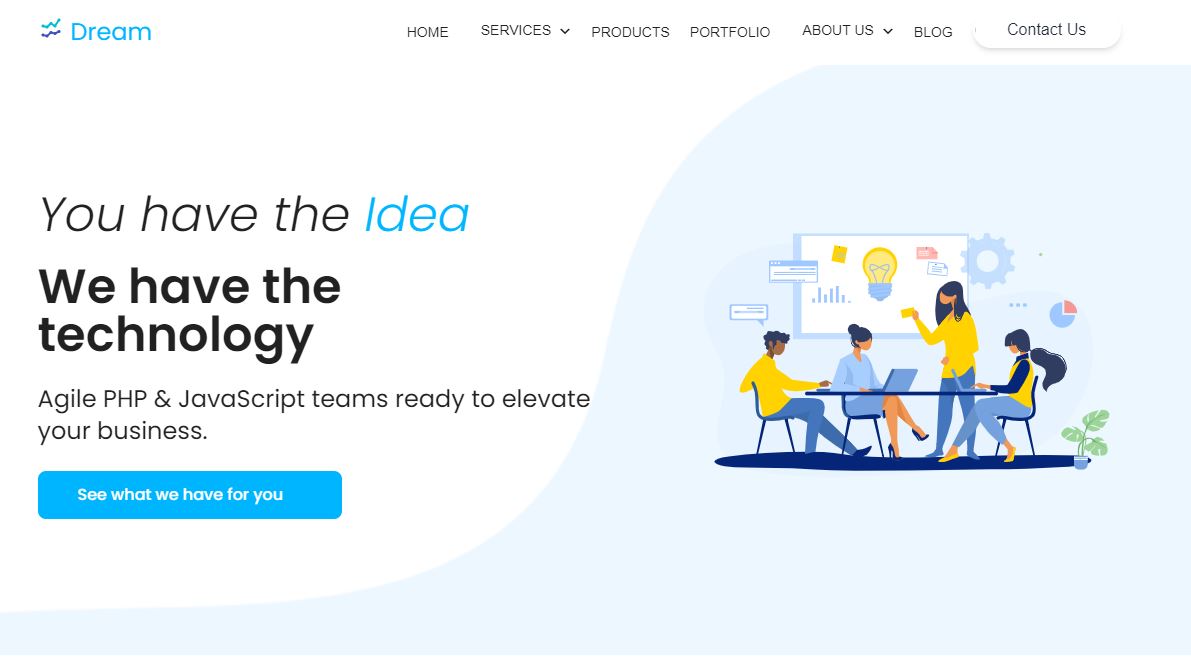 Dream
HOME SERVICES PRODUCTS PORTFOLIO ABOUT US BLOG Contact Us
You have the Idea
We have the
technology
Agile PHP & JavaScript teams ready to elevate
your business.
See what we have for you